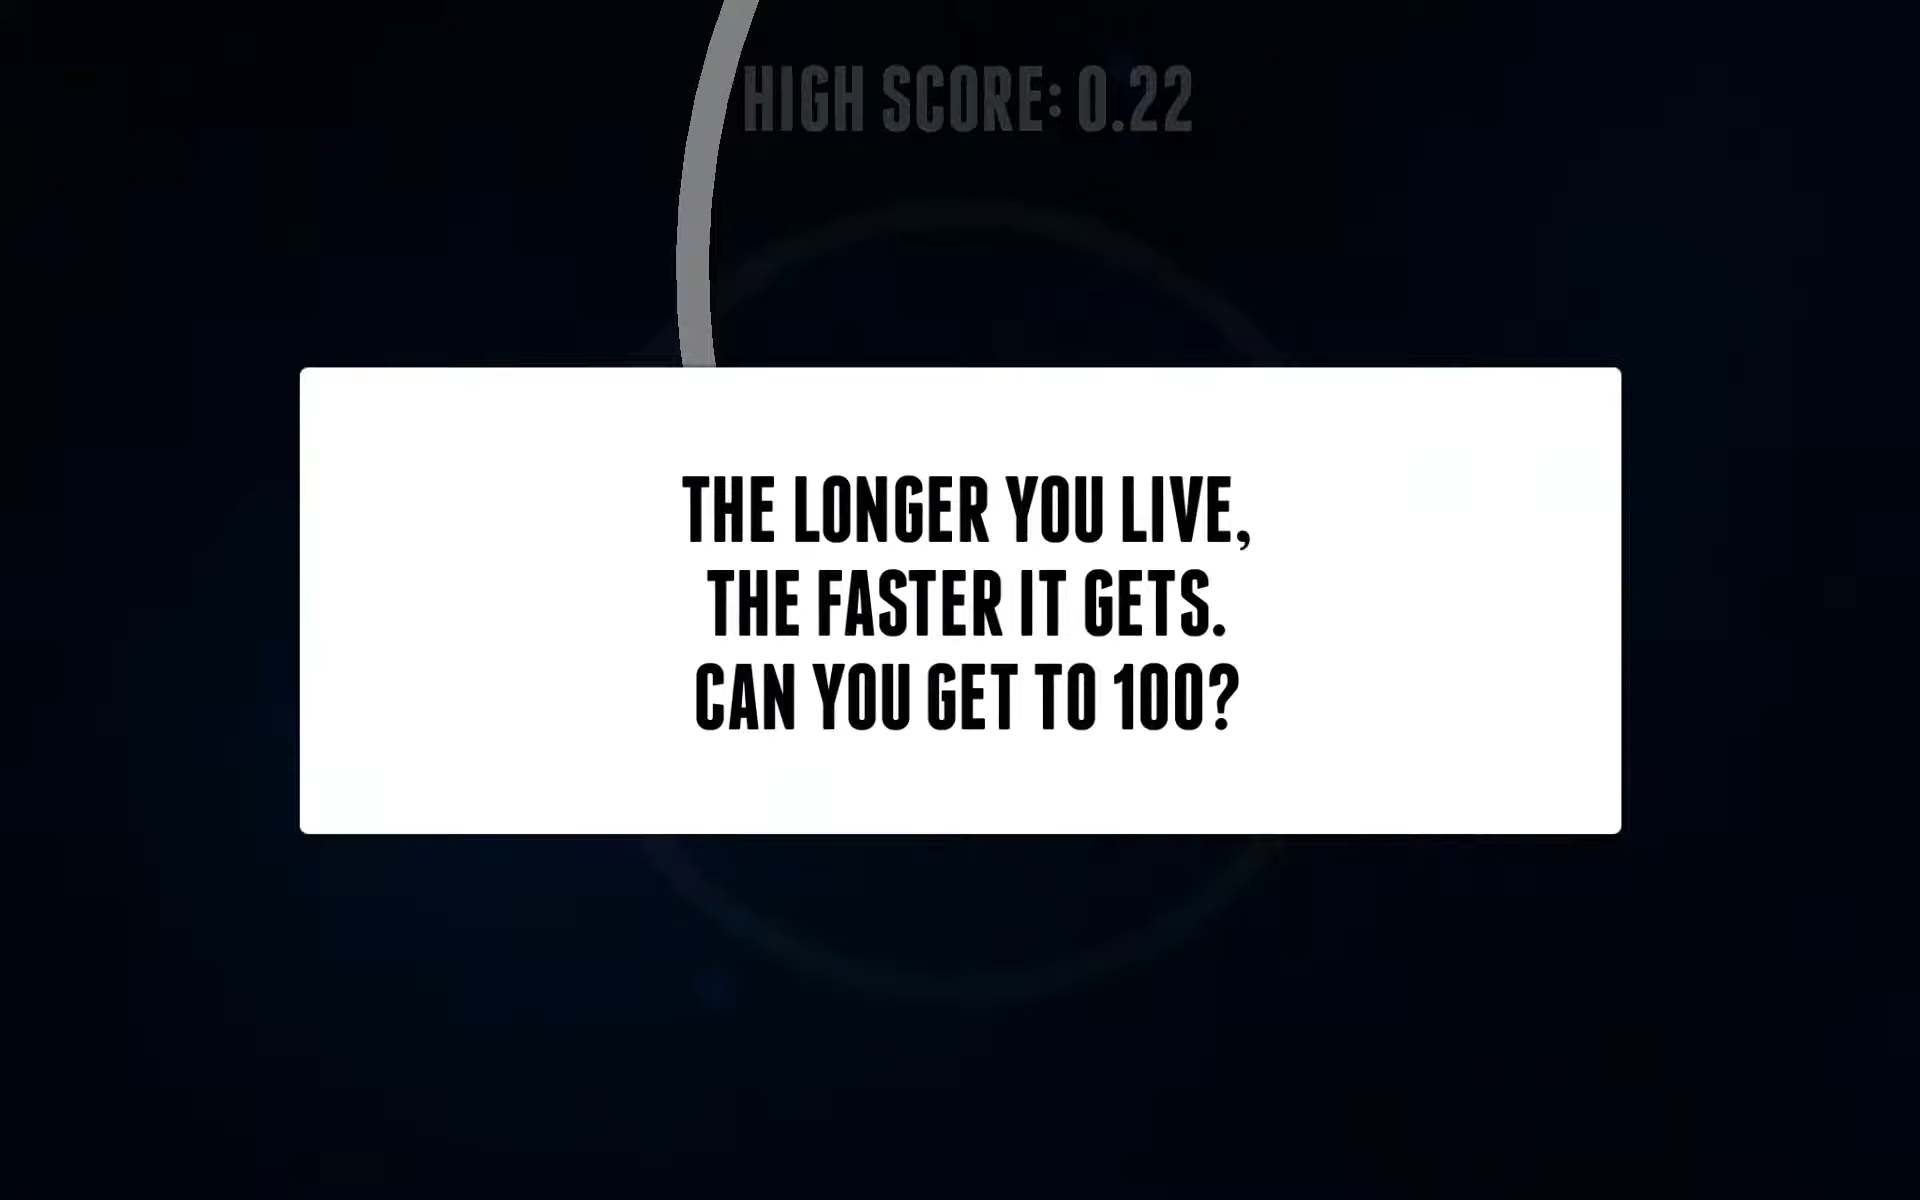 HIGH SCORE: 0.22
THE LONGER YOU LIVE,
THE FASTER IT GETS.
CAN YOU GET TO 100?